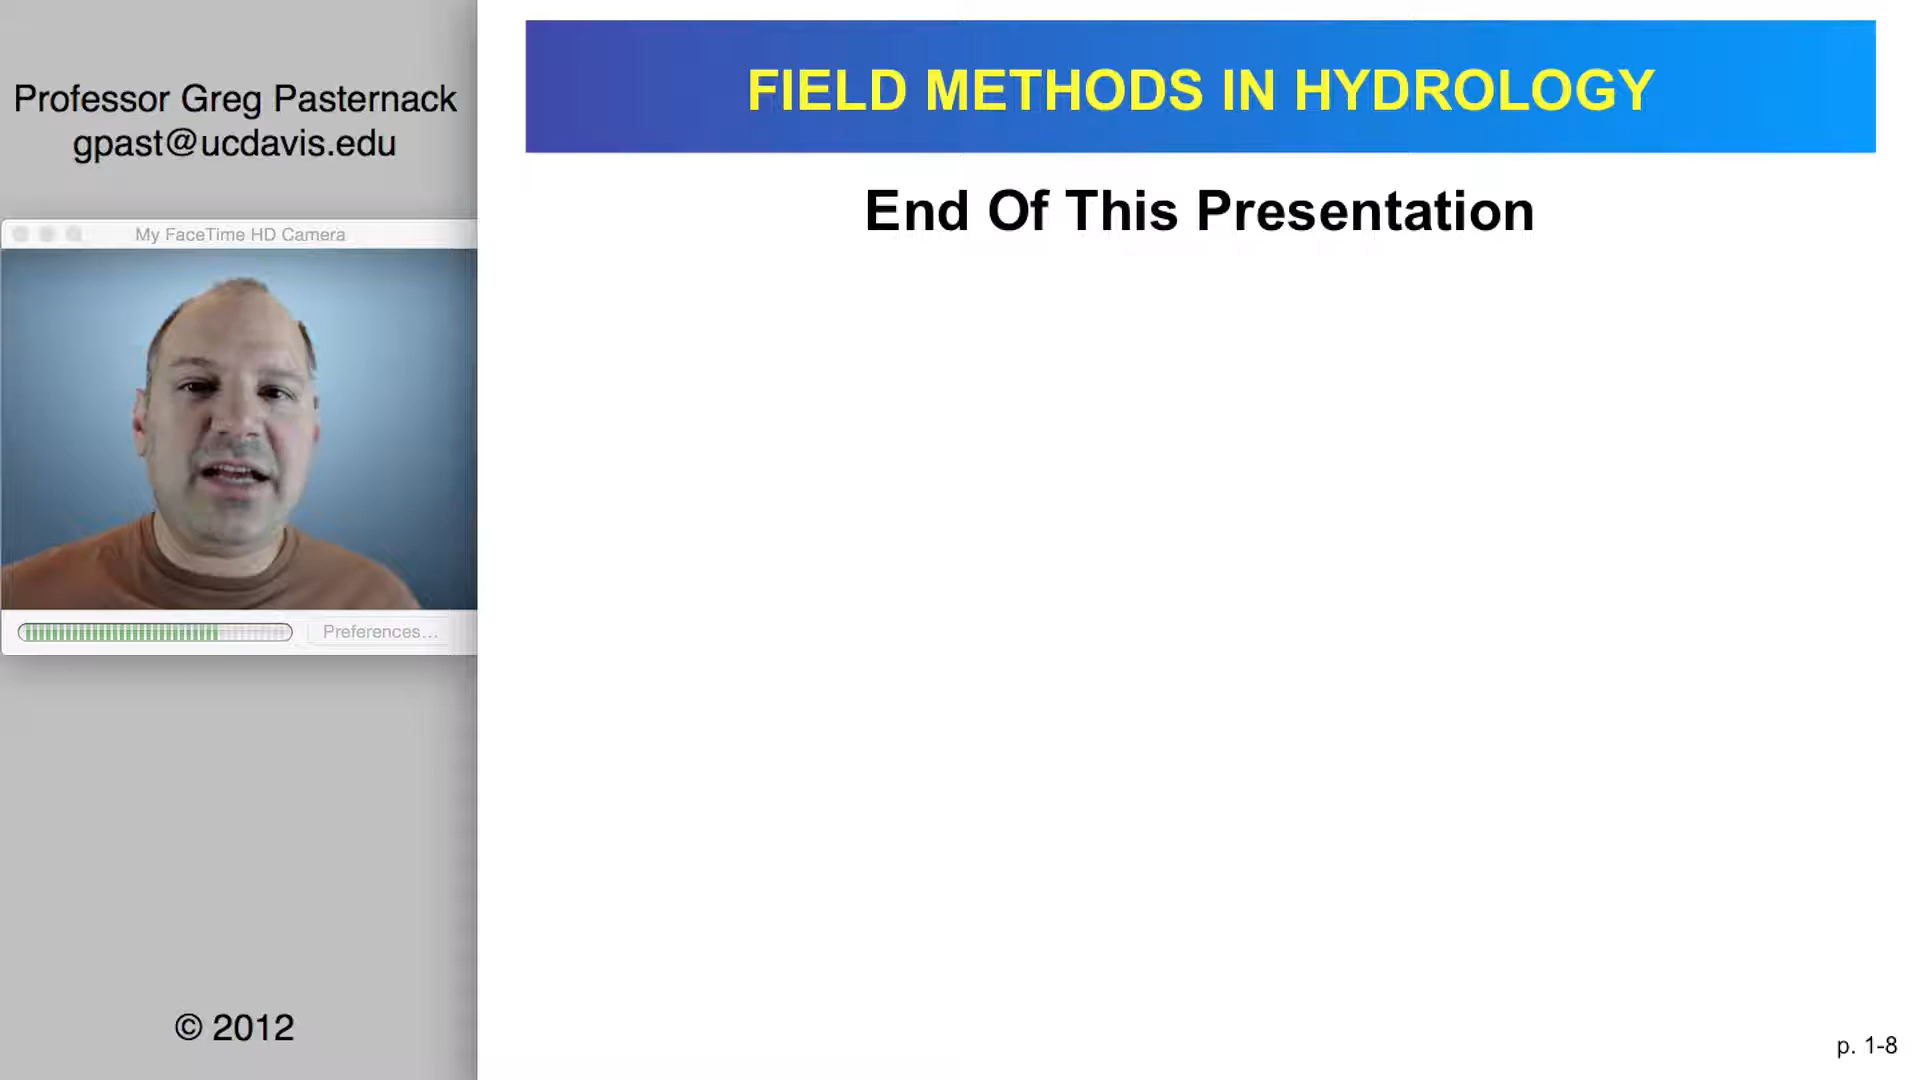 Professor Greg Pasternack
gpast@ucdavis.edu
My FaceTime HD Camera
Preferences...
© 2012
FIELD METHODS IN HYDROLOGY
End Of This Presentation
p. 1-8